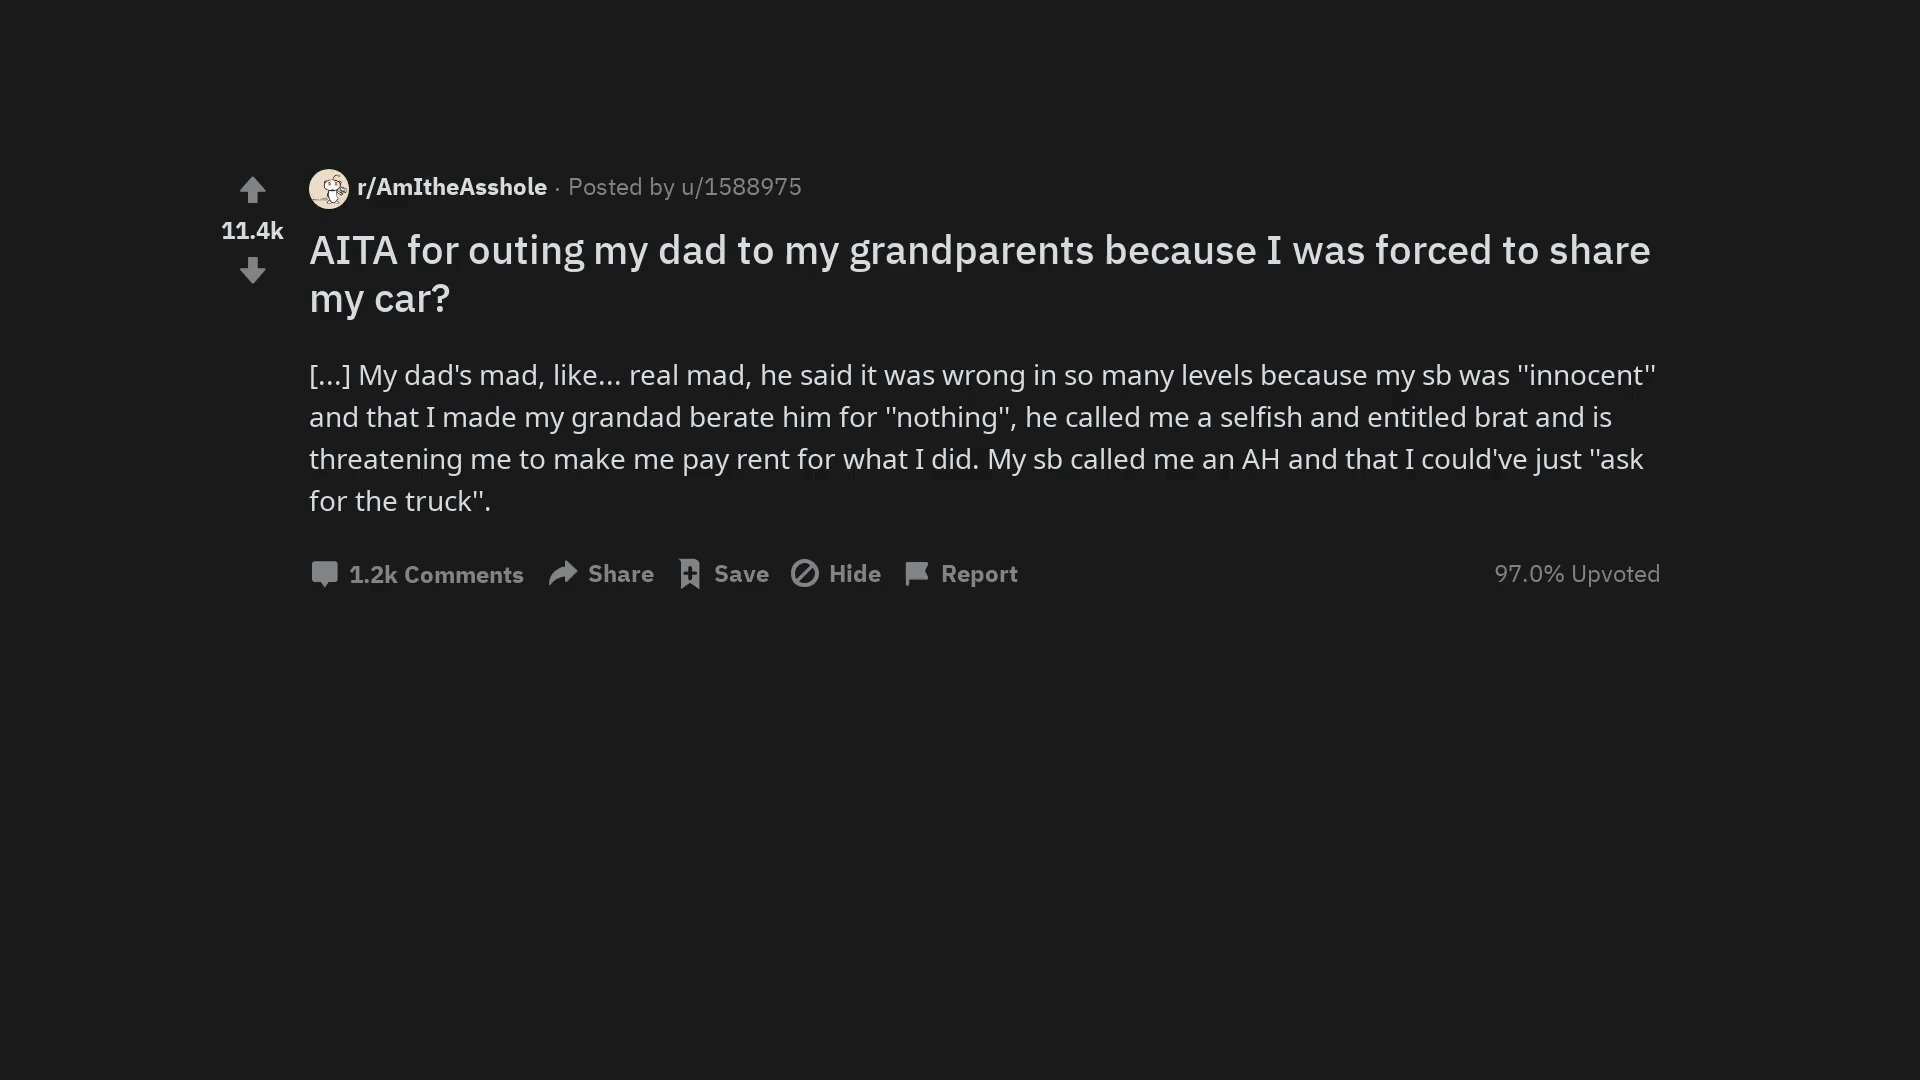 r/AmItheAsshole · Posted by u/1588975
11.4k
AITA for outing my dad to my grandparents because I was forced to share
my car?
[...] My dad's mad, like... real mad, he said it was wrong in so many levels because my sb was ''innocent''
and that I made my grandad berate him for ''nothing'', he called me a selfish and entitled brat and is
threatening me to make me pay rent for what I did. My sb called me an AH and that I could've just ''ask
for the truck''.
1.2k Comments Share Save Hide Report 97.0% Upvoted